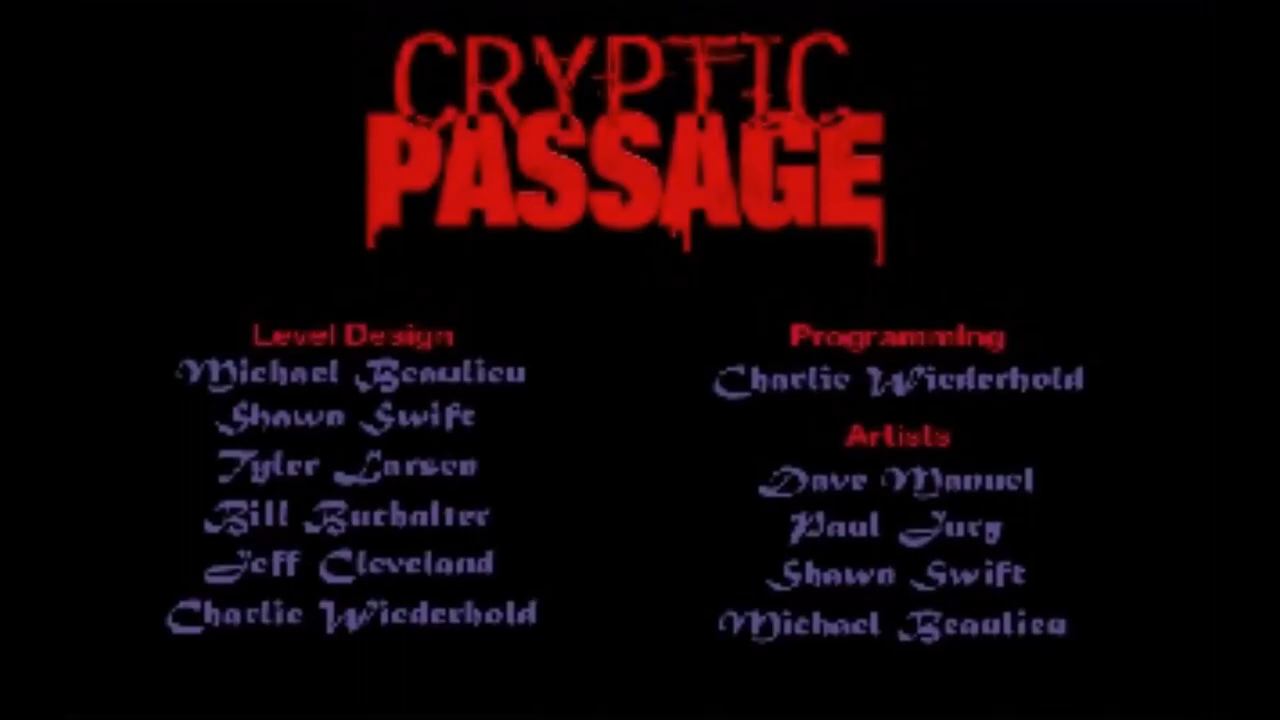 CRYPTIC
PASSAGE
Level Design
Michael Beaulieu
Shawn Swift
Tyler Larsen
Bill Buchalter
Jeff Cleveland
Charlie Wiederhold
Programming
Charlie Wiederhold
Artists
Dave Manuel
Paul Jury
Shawn Swift
Michael Beaulieu